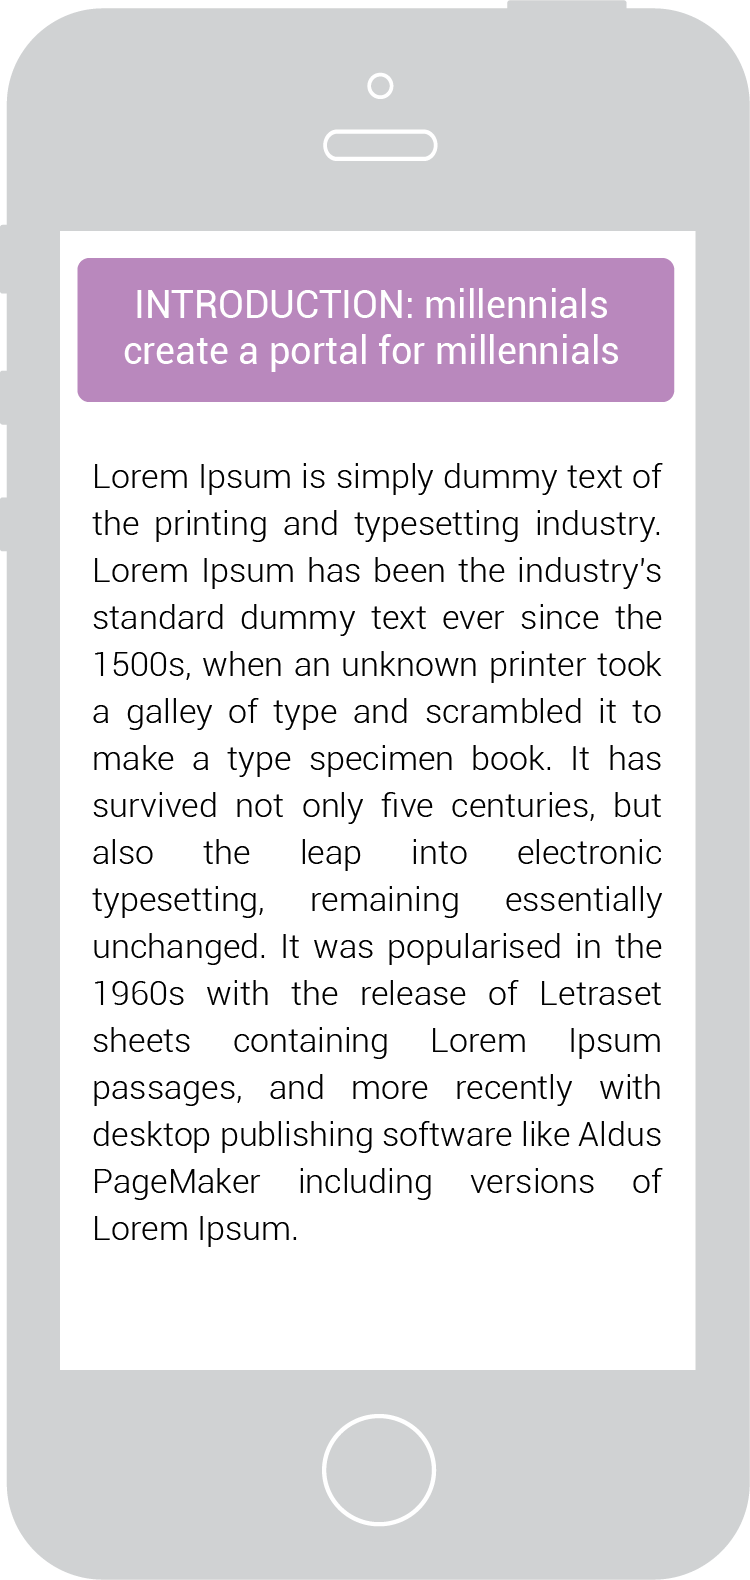 INTRODUCTION: millennials
create a portal for millennials
Lorem Ipsum is simply dummy text of
the printing and typesetting industry.
Lorem Ipsum has been the industry's
standard dummy text ever since the
1500s, when an unknown printer took
a galley of type and scrambled it to
make a type specimen book. It has
survived not only five centuries, but
also the leap into electronic
typesetting, remaining essentially
unchanged. It was popularised in the
1960s with the release of Letraset
sheets containing Lorem Ipsum
passages, and more recently with
desktop publishing software like Aldus
PageMaker including versions of
Lorem Ipsum.